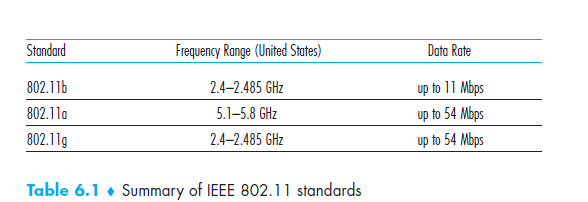 Standard Frequency Range (United States) Data Rate
802.11b 2.4–2.485 GHz up to 11 Mbps
802.11a 5.1–5.8 GHz up to 54 Mbps
802.11g 2.4–2.485 GHz up to 54 Mbps
Table 6.1 ♦ Summary of IEEE 802.11 standards